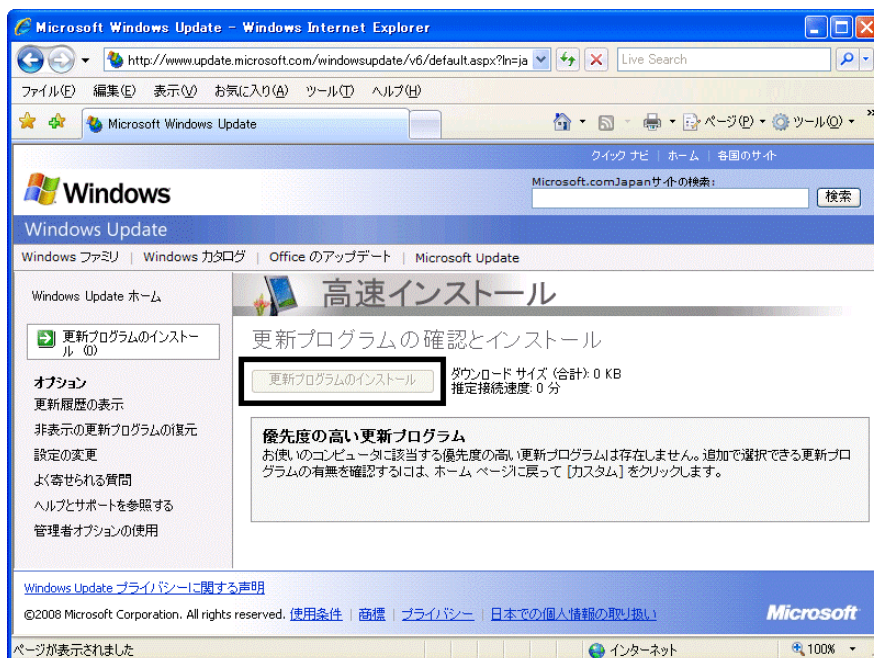 Microsoft Windows Update - Windows Internet Explorer
http://www.update.microsoft.com/windowsupdate/v6/default.aspx?ln=ja
Live Search
ファイル(F) 編集(E) 表示(V) お気に入り(A) ツール(T) ヘルプ(H)
Microsoft Windows Update
ページ(P) ツール(O) »
クイック ナビ | ホーム | 各国のサイト
Windows
Microsoft.comJapanサイトの検索:
検索
Windows Update
Windows ファミリ | Windows カタログ | Office のアップデート | Microsoft Update
Windows Update ホーム
更新プログラムのインストー
ル (0)
オプション
更新履歴の表示
非表示の更新プログラムの復元
設定の変更
よく寄せられる質問
ヘルプとサポートを参照する
管理者オプションの使用
高速インストール
更新プログラムの確認とインストール
更新プログラムのインストール
ダウンロード サイズ (合計): 0 KB
推定接続速度: 0 分
優先度の高い更新プログラム
お使いのコンピュータに該当する優先度の高い更新プログラムは存在しません。追加で選択できる更新プロ
グラムの有無を確認するには、ホーム ページに戻って [カスタム] をクリックします。
Windows Update プライバシーに関する声明
©2008 Microsoft Corporation. All rights reserved. 使用条件 | 商標 | プライバシー | 日本での個人情報の取り扱い
Microsoft
ページが表示されました
インターネット
100%